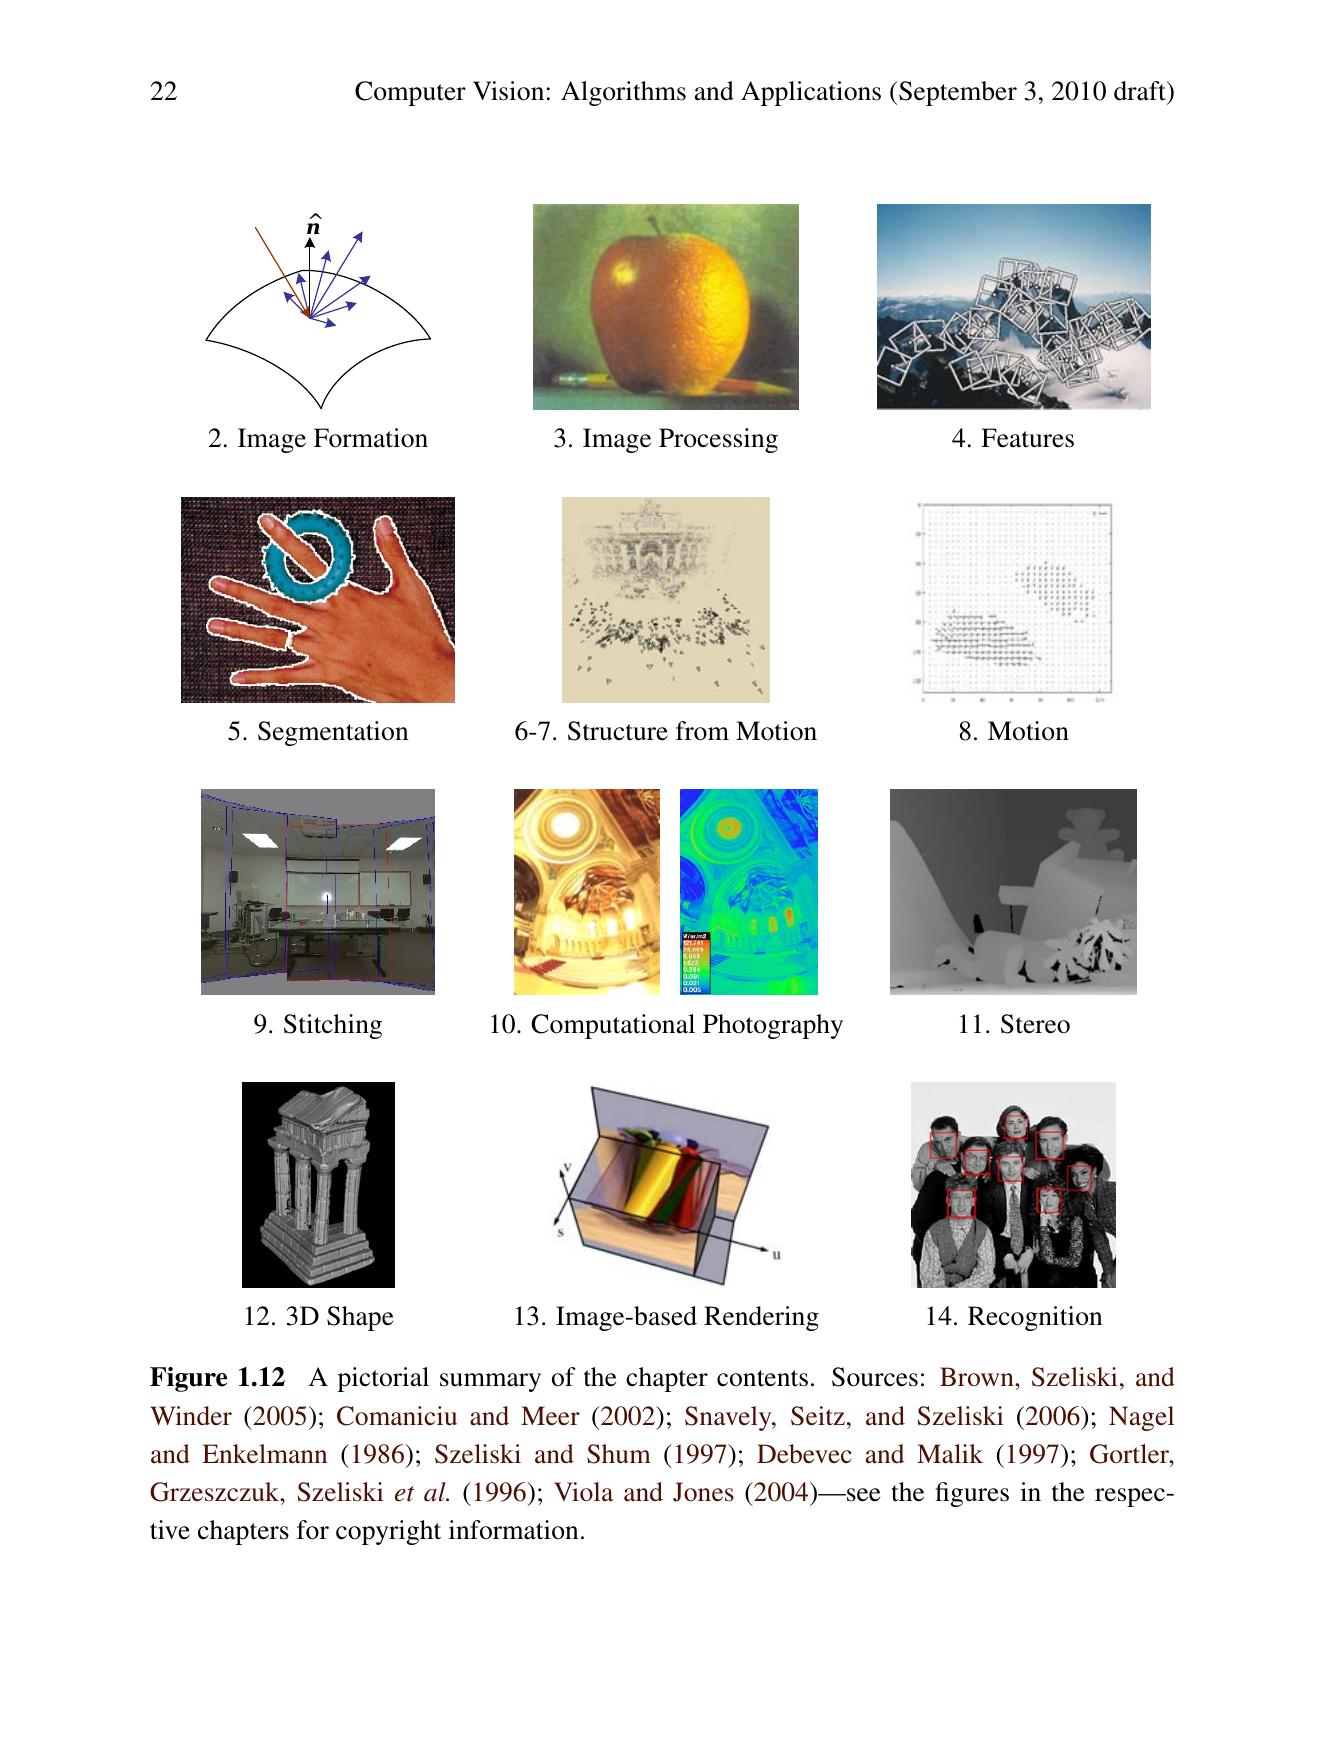 22 Computer Vision: Algorithms and Applications (September 3, 2010 draft)
n̂
2. Image Formation 3. Image Processing 4. Features
5. Segmentation 6-7. Structure from Motion 8. Motion
9. Stitching 10. Computational Photography 11. Stereo
v
s
u
12. 3D Shape 13. Image-based Rendering 14. Recognition
Figure 1.12 A pictorial summary of the chapter contents. Sources: Brown, Szeliski, and
Winder (2005); Comaniciu and Meer (2002); Snavely, Seitz, and Szeliski (2006); Nagel
and Enkelmann (1986); Szeliski and Shum (1997); Debevec and Malik (1997); Gortler,
Grzeszczuk, Szeliski et al. (1996); Viola and Jones (2004)—see the figures in the respec-
tive chapters for copyright information.